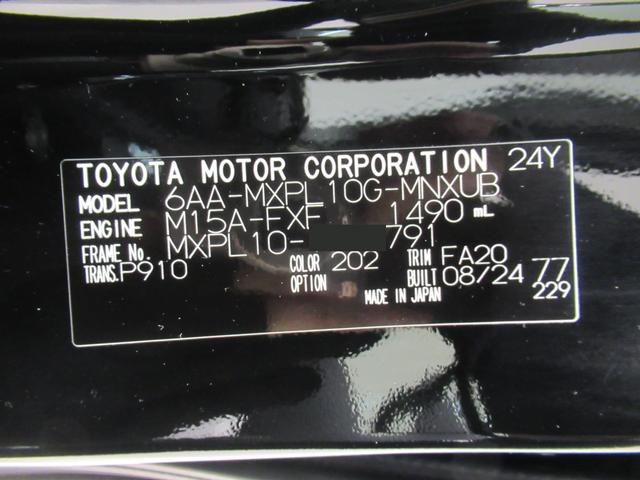 TOYOTA MOTOR CORPORATION 24Y
MODEL 6AA-MXPL10G-MNXUB
ENGINE M15A-FXF 1490 mL
FRAME No. MXPL10- 791
TRANS. P910 COLOR 202 TRIM FA20
OPTION BUILT 08/24 77
MADE IN JAPAN 229